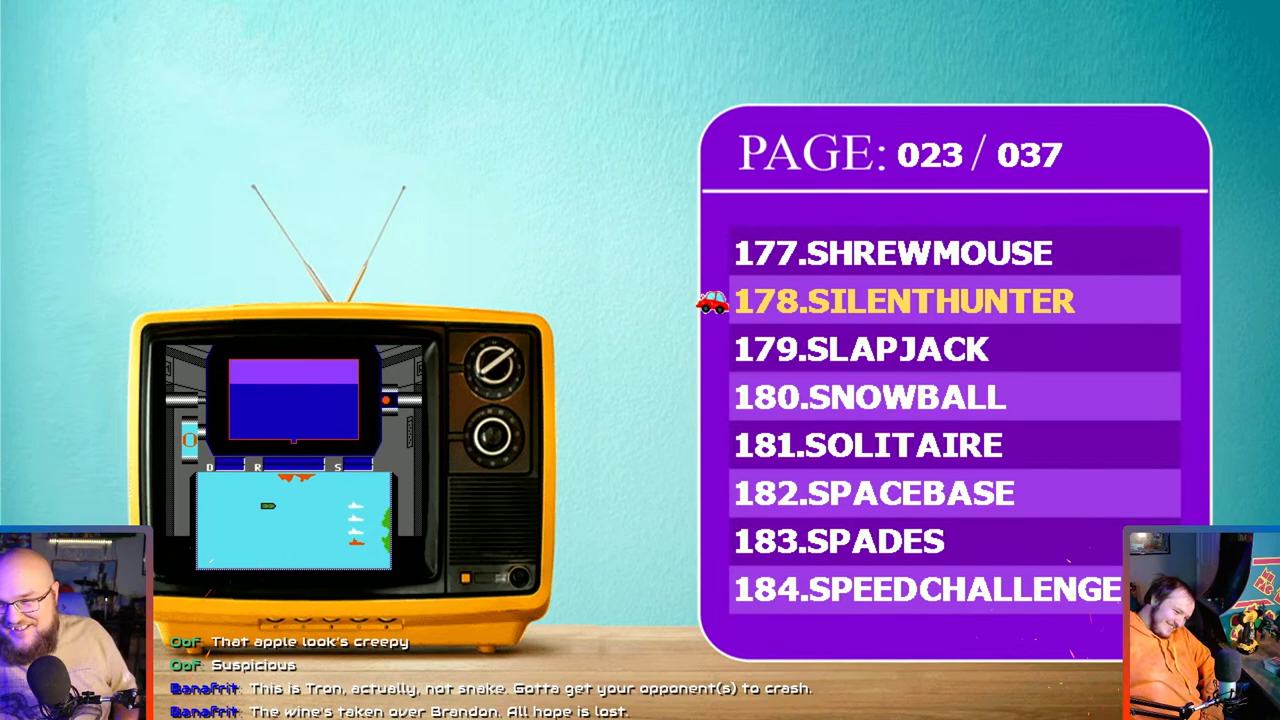 PAGE: 023 / 037
177.SHREWMOUSE
178.SILENTHUNTER
179.SLAPJACK
180.SNOWBALL
181.SOLITAIRE
182.SPACEBASE
183.SPADES
184.SPEEDCHALLENGE
D R S
Oof: That apple look's creepy
Oof: Suspicious
Banafrit: This is Tron, actually, not snake. Gotta get your opponent(s) to crash.
Banafrit: The wine's taken over Brandon. All hope is lost.